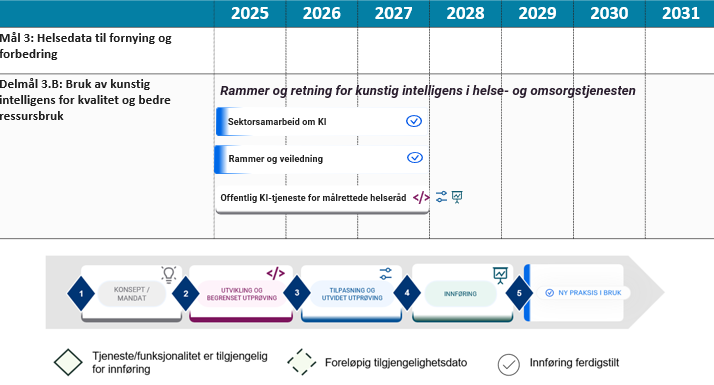 2025 2026 2027 2028 2029 2030 2031
Mål 3: Helsedata til fornying og
forbedring
Delmål 3.B: Bruk av kunstig
intelligens for kvalitet og bedre
ressursbruk
Rammer og retning for kunstig intelligens i helse- og omsorgstjenesten
Sektorsamarbeid om KI
Rammer og veiledning
Offentlig KI-tjeneste for målrettede helseråd </>
1
KONSEPT /
MANDAT
2
</>
UTVIKLING OG
BEGRENSET UTPRØVING
3
TILPASNING OG
UTVIDET UTPRØVING
4
INNFØRING
5
NY PRAKSIS I BRUK
Tjeneste/funksjonalitet er tilgjengelig
for innføring
Foreløpig tilgjengelighetsdato
Innføring ferdigstilt